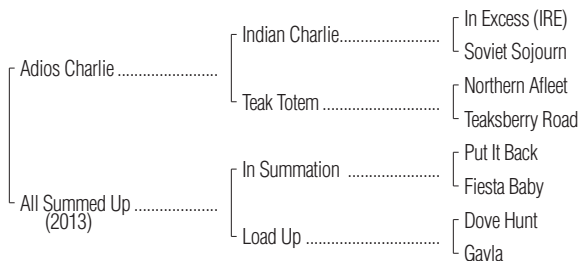 In Excess (IRE)
Indian Charlie
Soviet Sojourn
Adios Charlie
Northern Afleet
Teak Totem
Teaksberry Road
Put It Back
In Summation
Fiesta Baby
All Summed Up
(2013)
Dove Hunt
Load Up
Gayla